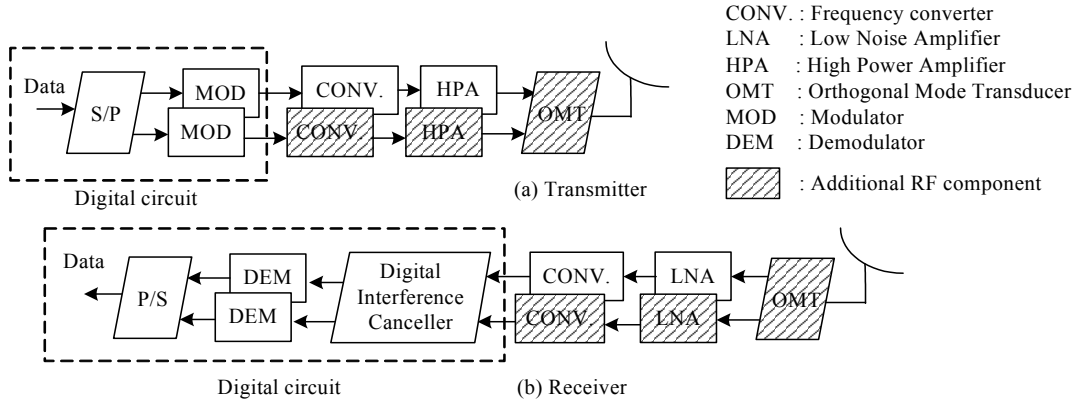 CONV. : Frequency converter
LNA : Low Noise Amplifier
HPA : High Power Amplifier
OMT : Orthogonal Mode Transducer
MOD : Modulator
DEM : Demodulator
: Additional RF component
Data
S/P
MOD
MOD
CONV.
CONV.
HPA
HPA
OMT
Digital circuit
(a) Transmitter
Data
P/S
DEM
DEM
Digital
Interference
Canceller
CONV.
CONV.
LNA
LNA
OMT
Digital circuit
(b) Receiver